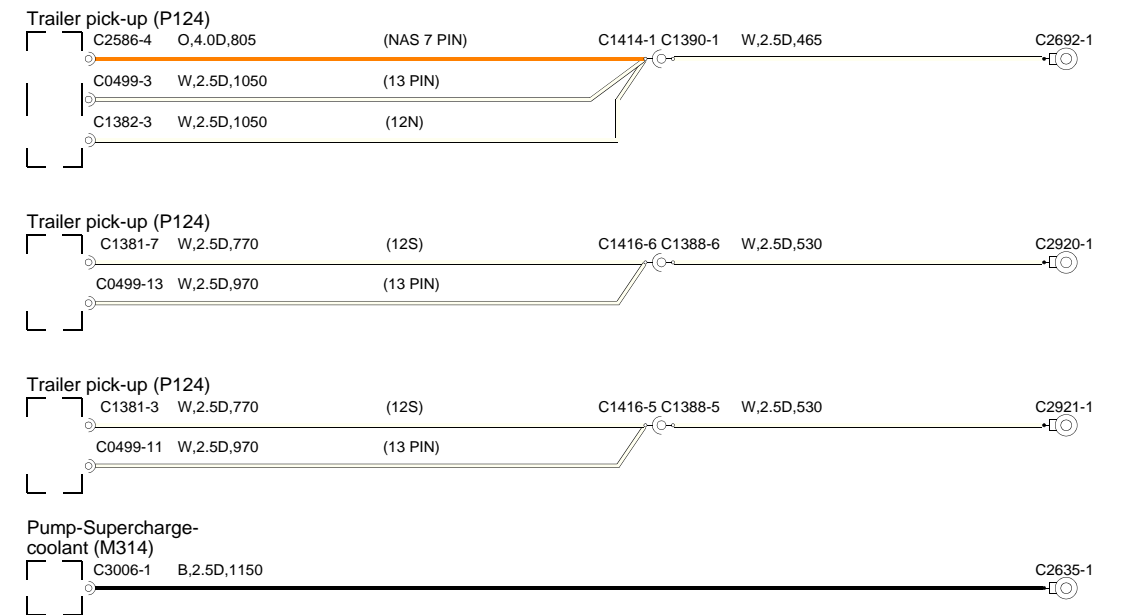 Trailer pick-up (P124)
C2586-4 O,4.0D,805 (NAS 7 PIN) C1414-1 C1390-1 W,2.5D,465 C2692-1
C0499-3 W,2.5D,1050 (13 PIN)
C1382-3 W,2.5D,1050 (12N)
Trailer pick-up (P124)
C1381-7 W,2.5D,770 (12S) C1416-6 C1388-6 W,2.5D,530 C2920-1
C0499-13 W,2.5D,970 (13 PIN)
Trailer pick-up (P124)
C1381-3 W,2.5D,770 (12S) C1416-5 C1388-5 W,2.5D,530 C2921-1
C0499-11 W,2.5D,970 (13 PIN)
Pump-Supercharge-
coolant (M314)
C3006-1 B,2.5D,1150 C2635-1